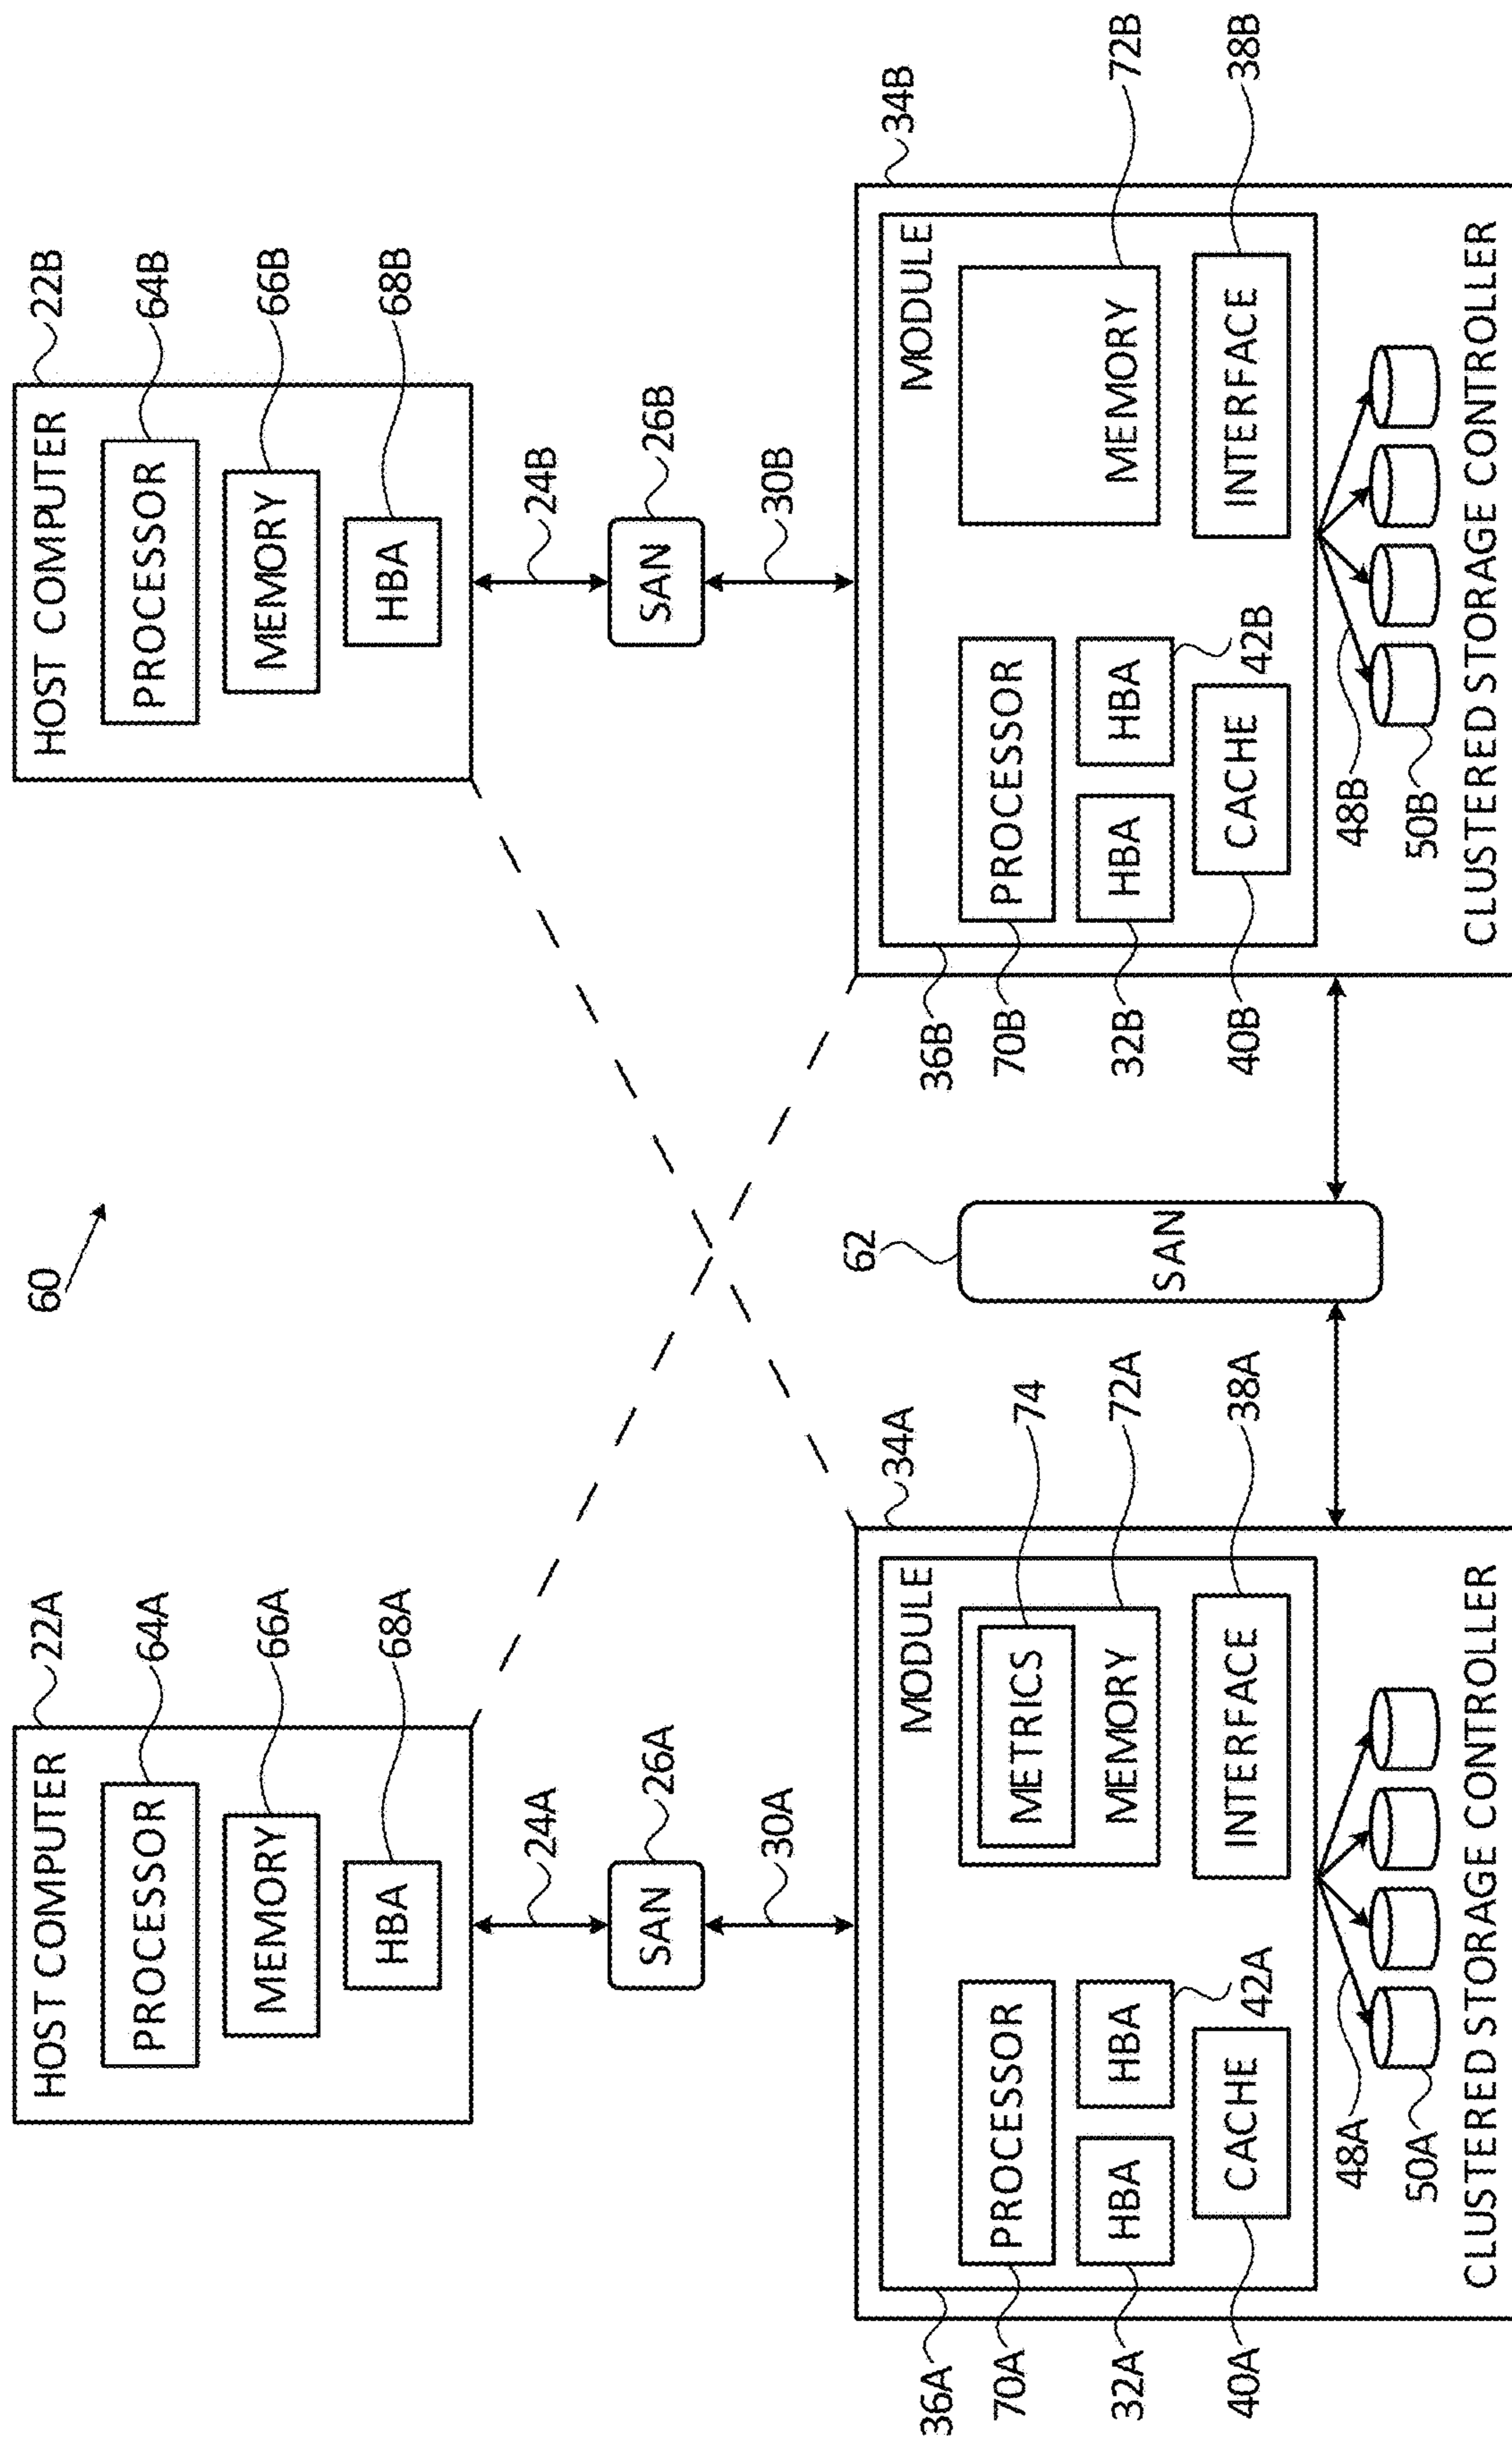 60
HOST COMPUTER
22A
PROCESSOR
64A
MEMORY
66A
HBA
68A
24A
SAN
26A
30A
HOST COMPUTER
22B
PROCESSOR
64B
MEMORY
66B
HBA
68B
24B
SAN
26B
30B
34A
MODULE
36A
PROCESSOR
70A
METRICS
74
MEMORY
72A
HBA
32A
HBA
42A
CACHE
40A
INTERFACE
38A
48A
50A
CLUSTERED STORAGE CONTROLLER
62
SAN
34B
MODULE
36B
PROCESSOR
70B
MEMORY
72B
HBA
32B
HBA
42B
CACHE
40B
INTERFACE
38B
48B
50B
CLUSTERED STORAGE CONTROLLER